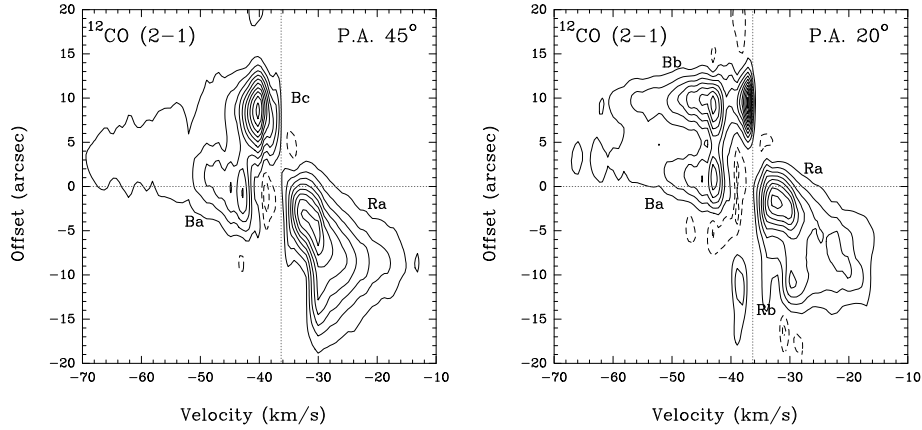 ¹²CO (2−1)
P.A. 45°
Bc
Ba
Ra
20
15
10
5
0
−5
−10
−15
−20
Offset (arcsec)
−70
−60
−50
−40
−30
−20
−10
Velocity (km/s)
¹²CO (2−1)
P.A. 20°
Bb
Ba
Ra
Rb
20
15
10
5
0
−5
−10
−15
−20
Offset (arcsec)
−70
−60
−50
−40
−30
−20
−10
Velocity (km/s)